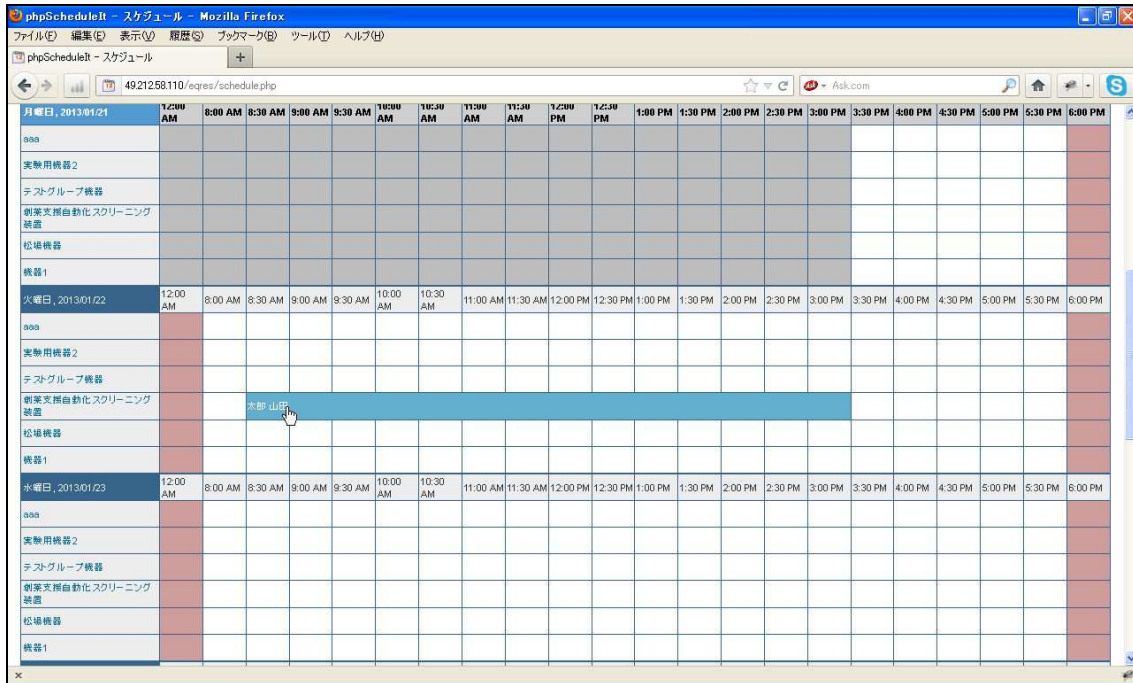 phpScheduleIt - スケジュール - Mozilla Firefox
ファイル(F) 編集(E) 表示(V) 履歴(S) ブックマーク(B) ツール(T) ヘルプ(H)
phpScheduleIt - スケジュール +
49.212.58.110/eqres/schedule.php Ask.com
月曜日, 2013/01/21 12:00 AM 8:00 AM 8:30 AM 9:00 AM 9:30 AM 10:00 AM 10:30 AM 11:00 AM 11:30 AM 12:00 PM 12:30 PM 1:00 PM 1:30 PM 2:00 PM 2:30 PM 3:00 PM 3:30 PM 4:00 PM 4:30 PM 5:00 PM 5:30 PM 6:00 PM
aaa
実験用機器2
テストグループ機器
創薬支援自動化スクリーニング
装置
松場機器
機器1
火曜日, 2013/01/22 12:00 AM 8:00 AM 8:30 AM 9:00 AM 9:30 AM 10:00 AM 10:30 AM 11:00 AM 11:30 AM 12:00 PM 12:30 PM 1:00 PM 1:30 PM 2:00 PM 2:30 PM 3:00 PM 3:30 PM 4:00 PM 4:30 PM 5:00 PM 5:30 PM 6:00 PM
aaa
実験用機器2
テストグループ機器
創薬支援自動化スクリーニング
装置
太郎 山田
松場機器
機器1
水曜日, 2013/01/23 12:00 AM 8:00 AM 8:30 AM 9:00 AM 9:30 AM 10:00 AM 10:30 AM 11:00 AM 11:30 AM 12:00 PM 12:30 PM 1:00 PM 1:30 PM 2:00 PM 2:30 PM 3:00 PM 3:30 PM 4:00 PM 4:30 PM 5:00 PM 5:30 PM 6:00 PM
aaa
実験用機器2
テストグループ機器
創薬支援自動化スクリーニング
装置
松場機器
機器1